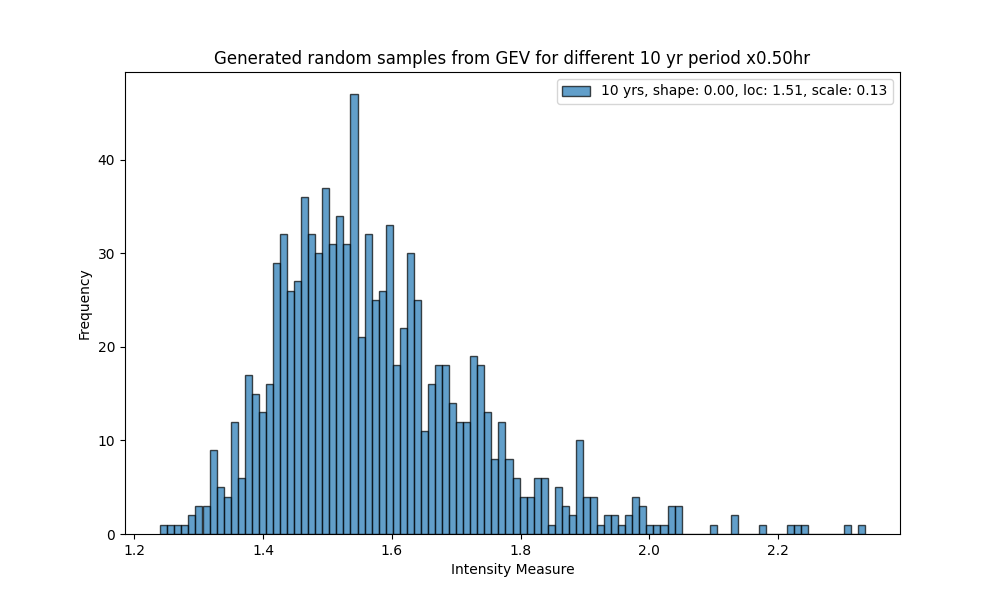 Generated random samples from GEV for different 10 yr period x0.50hr
10 yrs, shape: 0.00, loc: 1.51, scale: 0.13
40
30
20
10
0
Frequency
1.2 1.4 1.6 1.8 2.0 2.2
Intensity Measure